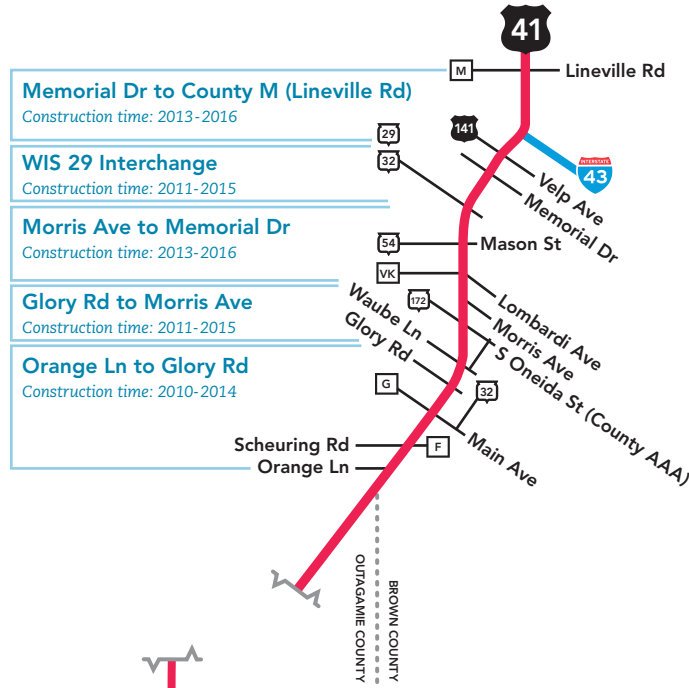 41
M
Lineville Rd
Memorial Dr to County M (Lineville Rd)
Construction time: 2013-2016
29
141
32
INTERSTATE
43
WIS 29 Interchange
Construction time: 2011-2015
Velp Ave
Memorial Dr
Morris Ave to Memorial Dr
Construction time: 2013-2016
54
Mason St
VK
Lombardi Ave
172
Morris Ave
Waube Ln
S Oneida St (County AAA)
Glory Rd
Glory Rd to Morris Ave
Construction time: 2011-2015
Orange Ln to Glory Rd
Construction time: 2010-2014
G
32
Main Ave
Scheuring Rd
F
Orange Ln
OUTAGAMIE COUNTY
BROWN COUNTY